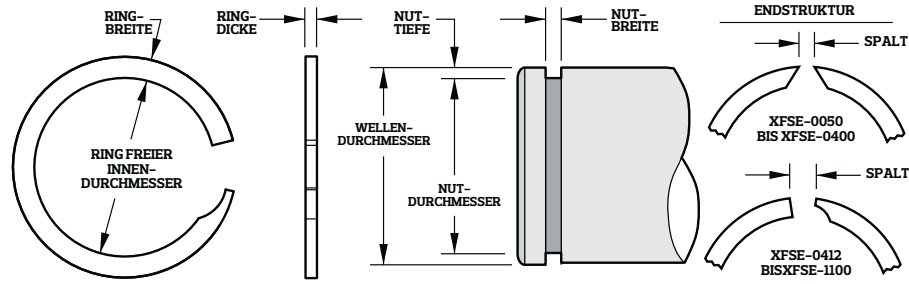 RING-
BREITE
RING-
DICKE
NUT-
TIEFE
NUT-
BREITE
ENDSTRUKTUR
SPALT
WELLEN-
DURCHMESSER
XFSE-0050
BIS XFSE-0400
RING FREIER
INNEN-
DURCHMESSER
NUT-
DURCHMESSER
SPALT
XFSE-0412
BISXFSE-1100